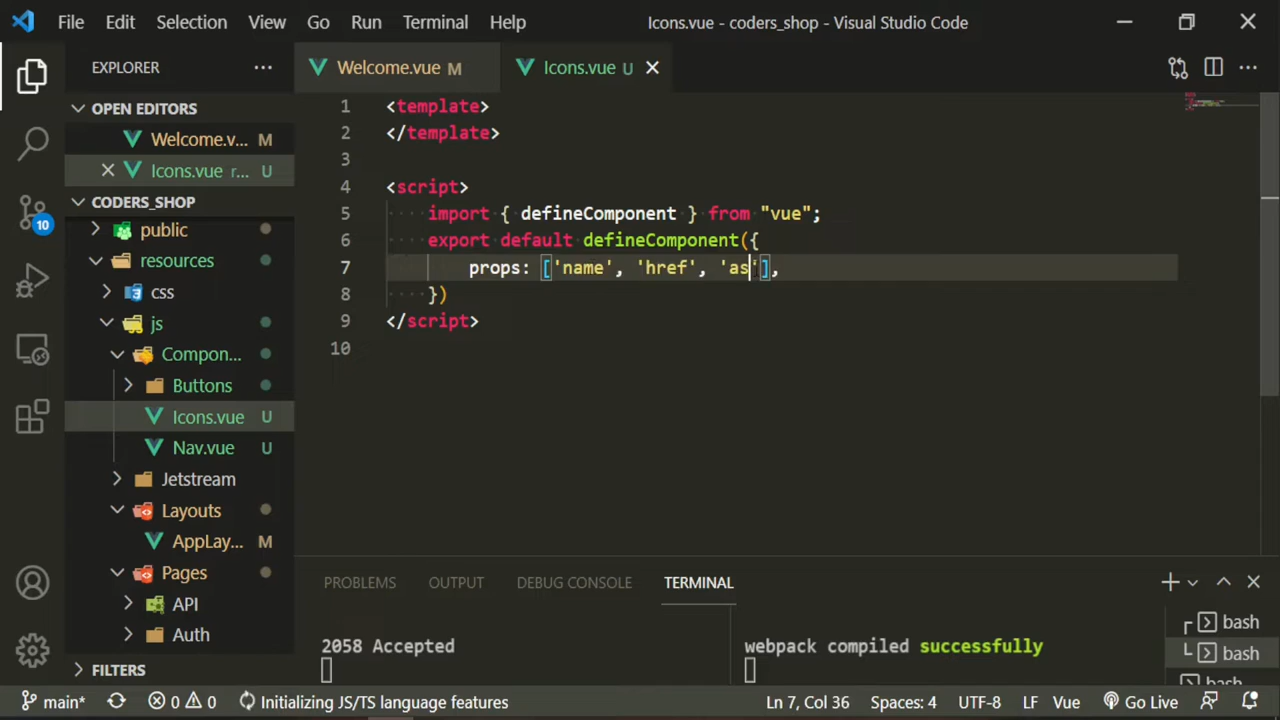 File Edit Selection View Go Run Terminal Help Icons.vue - coders_shop - Visual Studio Code
EXPLORER ···
Welcome.vue M
Icons.vue U
OPEN EDITORS
Welcome.v... M
Icons.vue r... U
CODERS_SHOP
public
resources
css
js
Compon...
Buttons
Icons.vue U
Nav.vue U
Jetstream
Layouts
AppLay... M
Pages
API
Auth
FILTERS
10
1 <template>
2 </template>
3
4 <script>
5 ···· import { defineComponent } from "vue";
6 export default defineComponent({
7 props: ['name', 'href', 'as'],
8 ···· })
9 </script>
10
PROBLEMS OUTPUT DEBUG CONSOLE TERMINAL
2058 Accepted
webpack compiled successfully
bash
bash
bash
main* 0 0 Initializing JS/TS language features Ln 7, Col 36 Spaces: 4 UTF-8 LF Vue Go Live